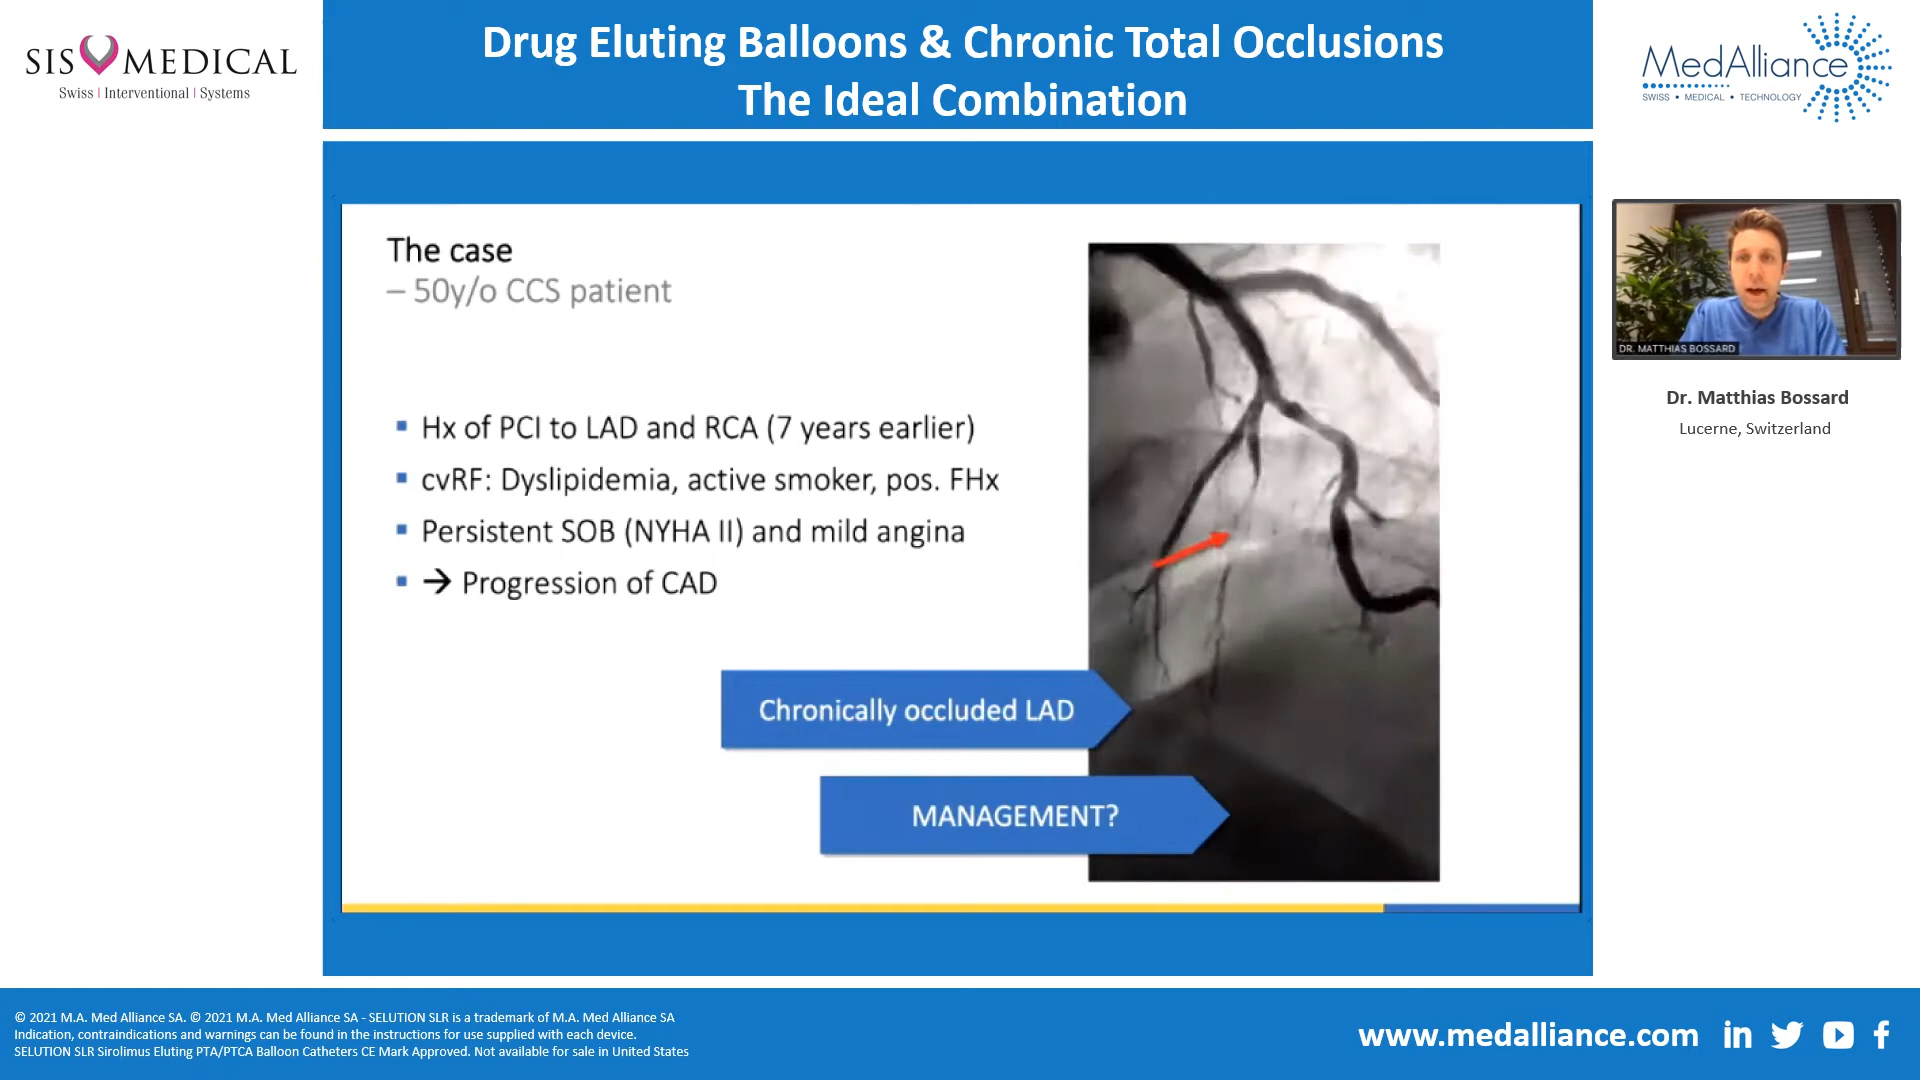 SIS MEDICAL
Swiss | Interventional | Systems
Drug Eluting Balloons & Chronic Total Occlusions
The Ideal Combination
MedAlliance
SWISS • MEDICAL • TECHNOLOGY
The case
– 50y/o CCS patient
▪ Hx of PCI to LAD and RCA (7 years earlier)
▪ cvRF: Dyslipidemia, active smoker, pos. FHx
▪ Persistent SOB (NYHA II) and mild angina
▪ → Progression of CAD
Chronically occluded LAD
MANAGEMENT?
DR. MATTHIAS BOSSARD
Dr. Matthias Bossard
Lucerne, Switzerland
© 2021 M.A. Med Alliance SA. © 2021 M.A. Med Alliance SA - SELUTION SLR is a trademark of M.A. Med Alliance SA
Indication, contraindications and warnings can be found in the instructions for use supplied with each device.
SELUTION SLR Sirolimus Eluting PTA/PTCA Balloon Catheters CE Mark Approved. Not available for sale in United States
www.medalliance.com